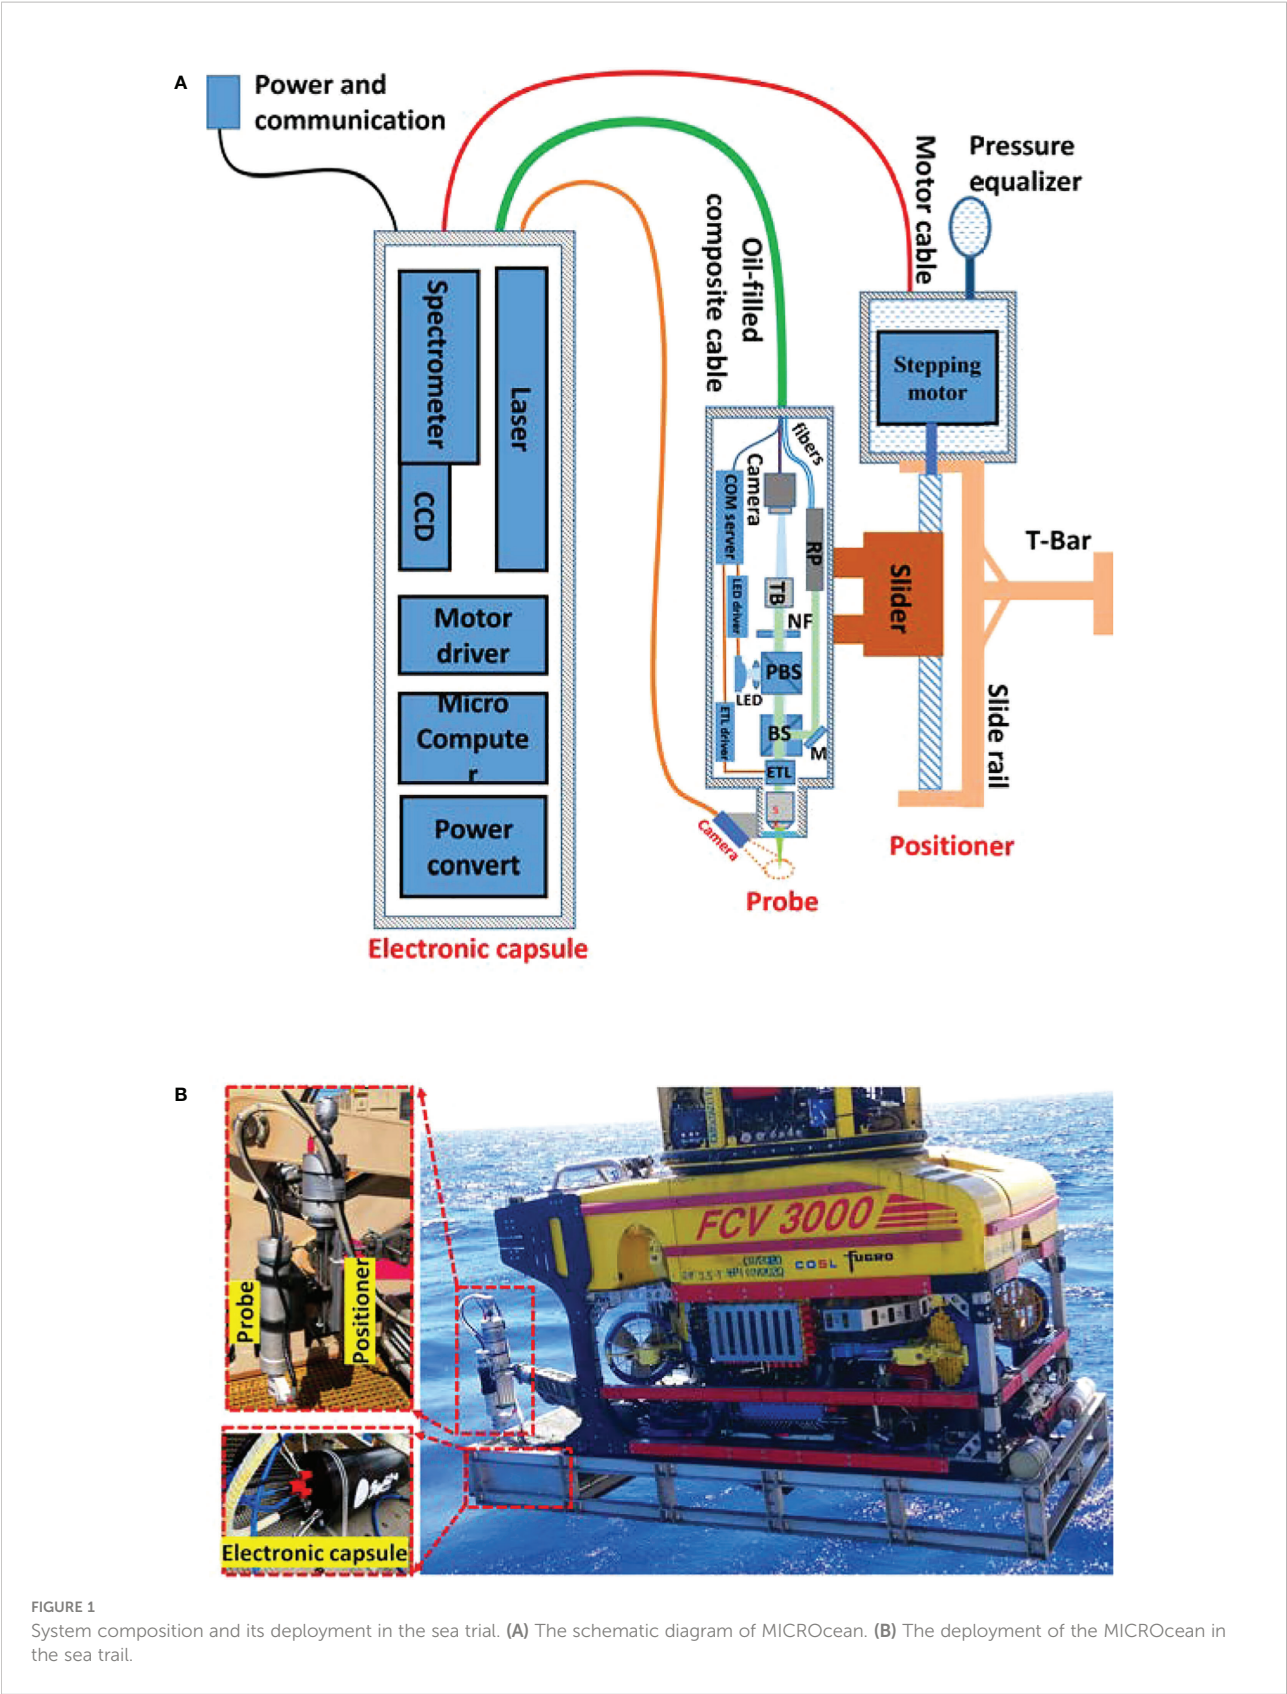 A
Power and
communication
Motor cable
Pressure
equalizer
Oil-filled
composite cable
Spectrometer
Laser
CCD
Stepping
motor
fibers
Camera
COM server
RP
TB
LED driver
NF
PBS
LED
ETL driver
BS
M
ETL
S
Slider
T-Bar
Slide rail
Motor
driver
Micro
Compute
r
Power
convert
Camera
Positioner
Probe
Electronic capsule
B
FCV 3000
COSL FUGRO
Probe
Positioner
Electronic capsule
FIGURE 1
System composition and its deployment in the sea trial. (A) The schematic diagram of MICROcean. (B) The deployment of the MICROcean in
the sea trail.